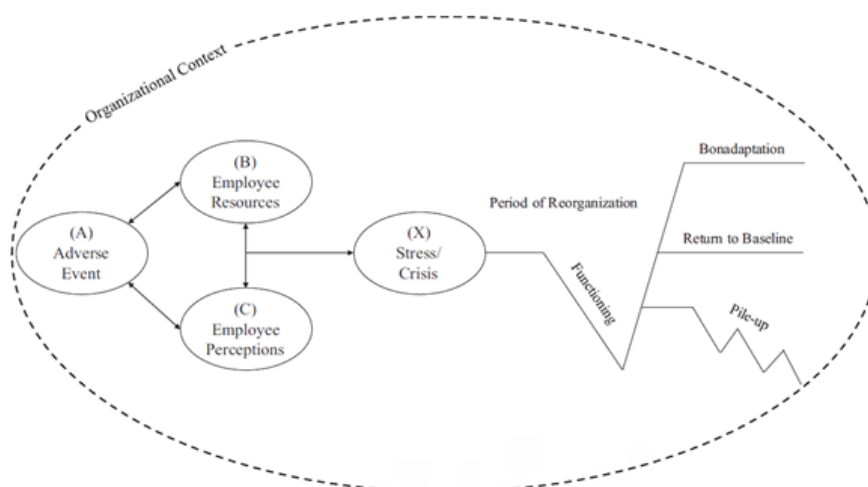 Organizational Context
(A)
Adverse
Event
(B)
Employee
Resources
(C)
Employee
Perceptions
(X)
Stress/
Crisis
Period of Reorganization
Functioning
Bonadaptation
Return to Baseline
Pile-up